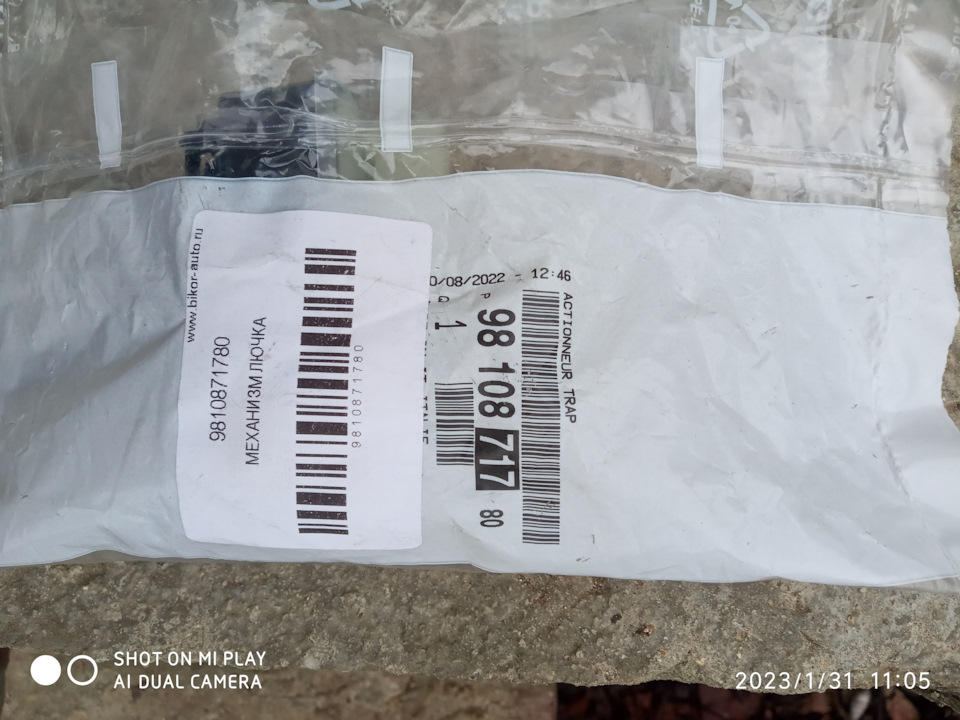 www.bikor-auto.ru
9810871780
МЕХАНИЗМ ЛЮЧКА
9810871780
0/08/2022 - 12:46
Q
1
P
98 108 717 80
ACTIONNEUR TRAP
ITALIE
SHOT ON MI PLAY
AI DUAL CAMERA
2023/1/31 11:05